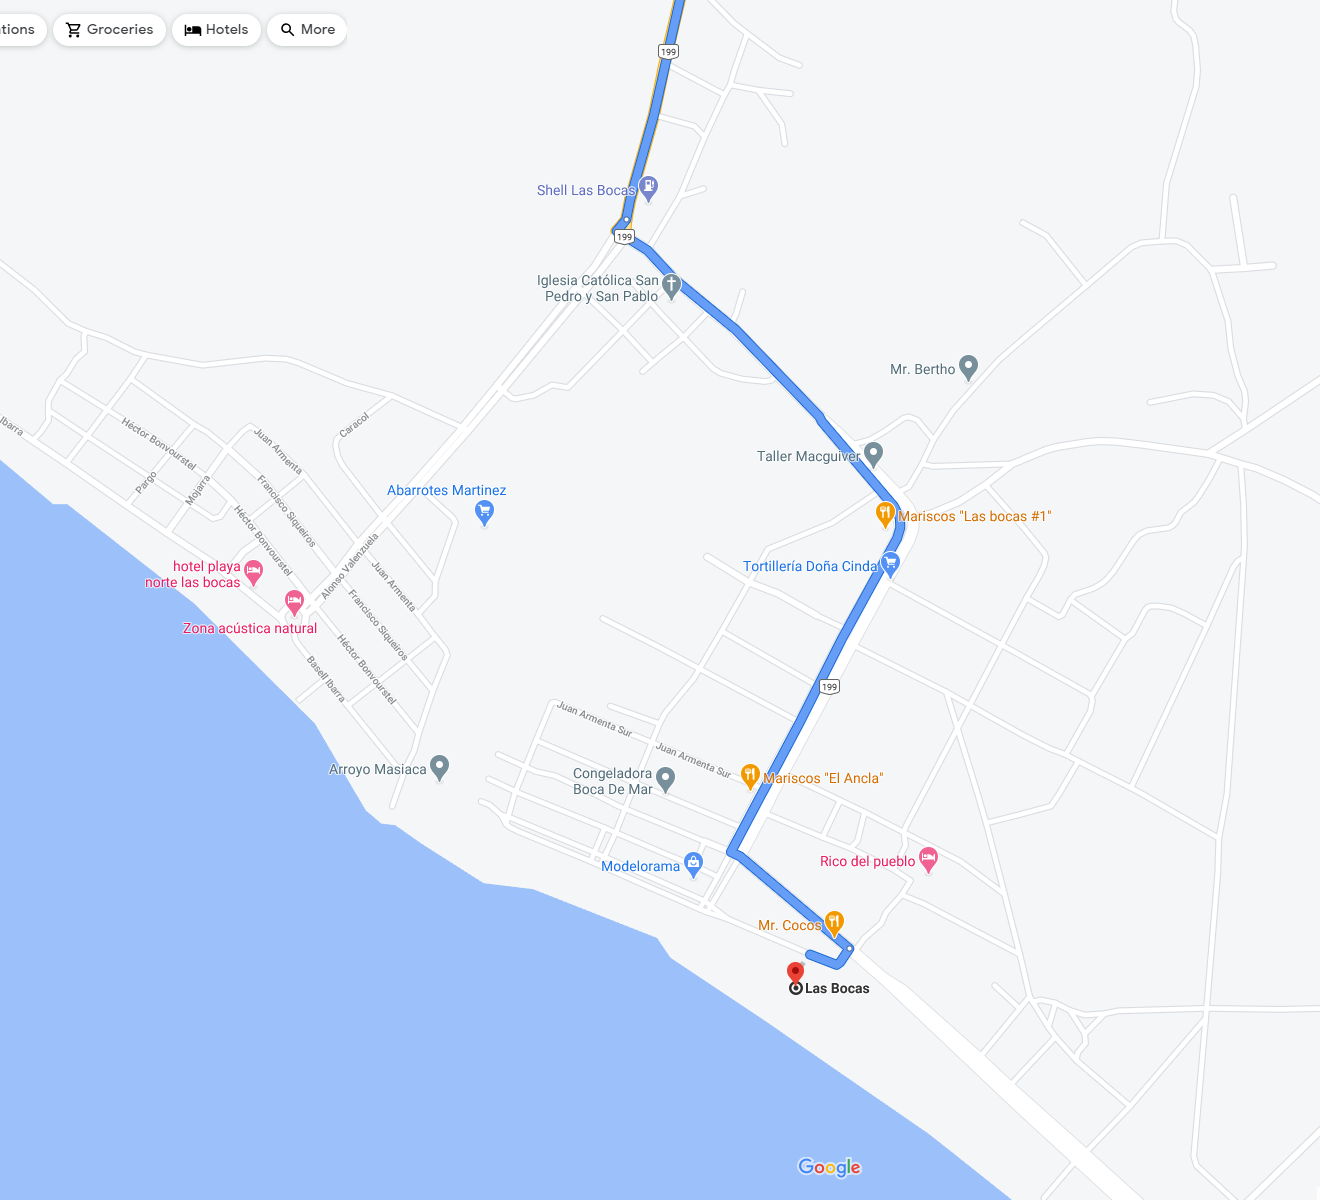 tions
Groceries
Hotels
More
199
Shell Las Bocas
199
Iglesia Católica San
Pedro y San Pablo
Mr. Bertho
Ibarra
Héctor Bonvourstel
Caracol
Juan Armenta
Taller Macguiver
Pargo
Mojarra
Francisco Siqueiros
Abarrotes Martinez
Mariscos "Las bocas #1"
Héctor Bonvourstel
Alonso Valenzuela
hotel playa
norte las bocas
Tortillería Doña Cinda
Juan Armenta
Francisco Siqueiros
Zona acústica natural
Héctor Bonvourstel
Basell Ibarra
199
Juan Armenta Sur
Juan Armenta Sur
Arroyo Masiaca
Congeladora
Boca De Mar
Mariscos "El Ancla"
Modelorama
Rico del pueblo
Mr. Cocos
Las Bocas
Google